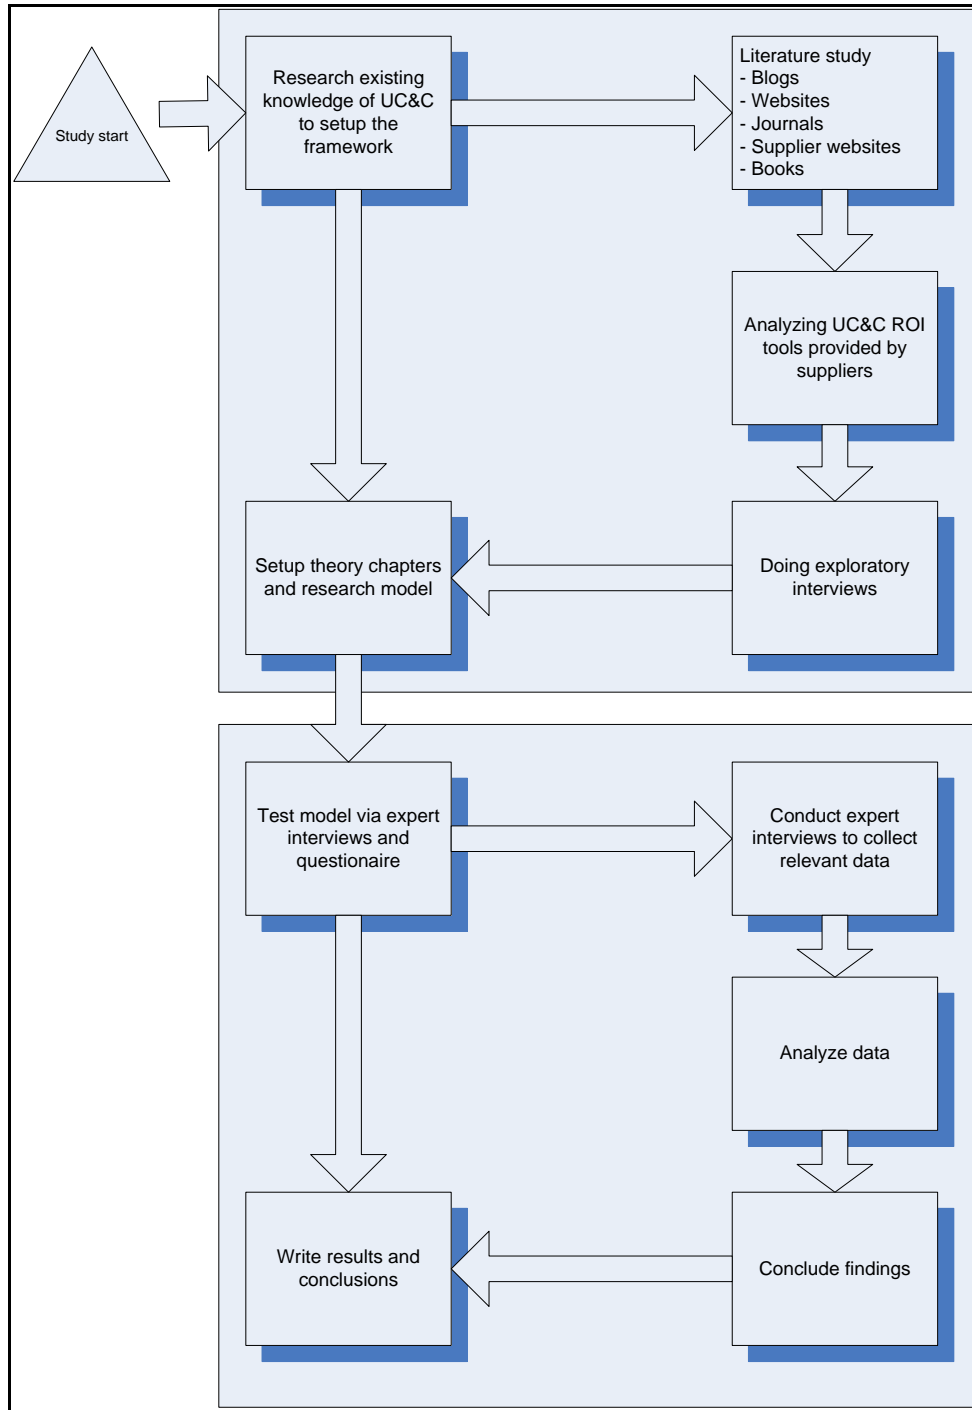 Study start
Research existing
knowledge of UC&C
to setup the
framework
Literature study
- Blogs
- Websites
- Journals
- Supplier websites
- Books
Analyzing UC&C ROI
tools provided by
suppliers
Setup theory chapters
and research model
Doing exploratory
interviews
Test model via expert
interviews and
questionaire
Conduct expert
interviews to collect
relevant data
Analyze data
Write results and
conclusions
Conclude findings